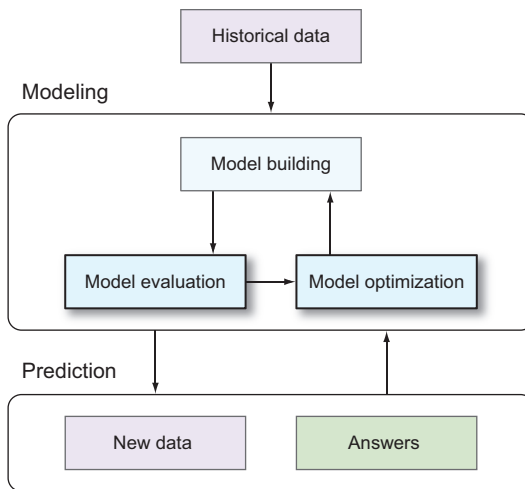 Historical data
Modeling
Model building
Model evaluation
Model optimization
Prediction
New data
Answers